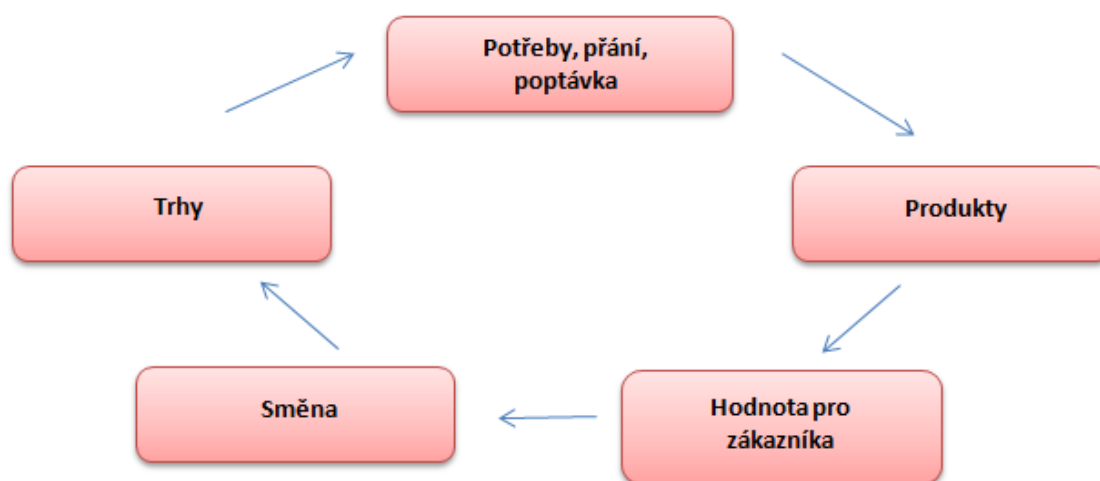 Potřeby, přání,
poptávka
Trhy
Produkty
Směna
Hodnota pro
zákazníka